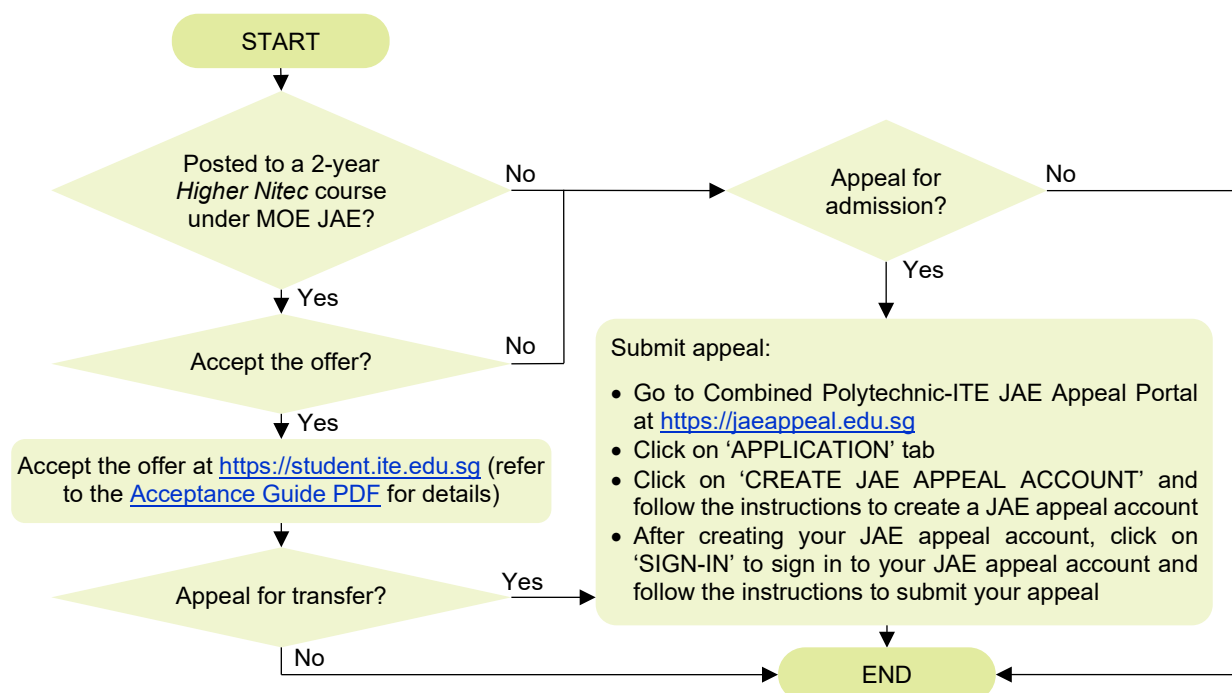 START
Posted to a 2-year
Higher Nitec course
under MOE JAE?
No
Yes
Accept the offer?
No
Yes
Accept the offer at https://student.ite.edu.sg (refer
to the Acceptance Guide PDF for details)
Appeal for transfer?
Yes
No
Appeal for
admission?
No
Yes
Submit appeal:
• Go to Combined Polytechnic-ITE JAE Appeal Portal
at https://jaeappeal.edu.sg
• Click on ‘APPLICATION’ tab
• Click on ‘CREATE JAE APPEAL ACCOUNT’ and
follow the instructions to create a JAE appeal account
• After creating your JAE appeal account, click on
‘SIGN-IN’ to sign in to your JAE appeal account and
follow the instructions to submit your appeal
END